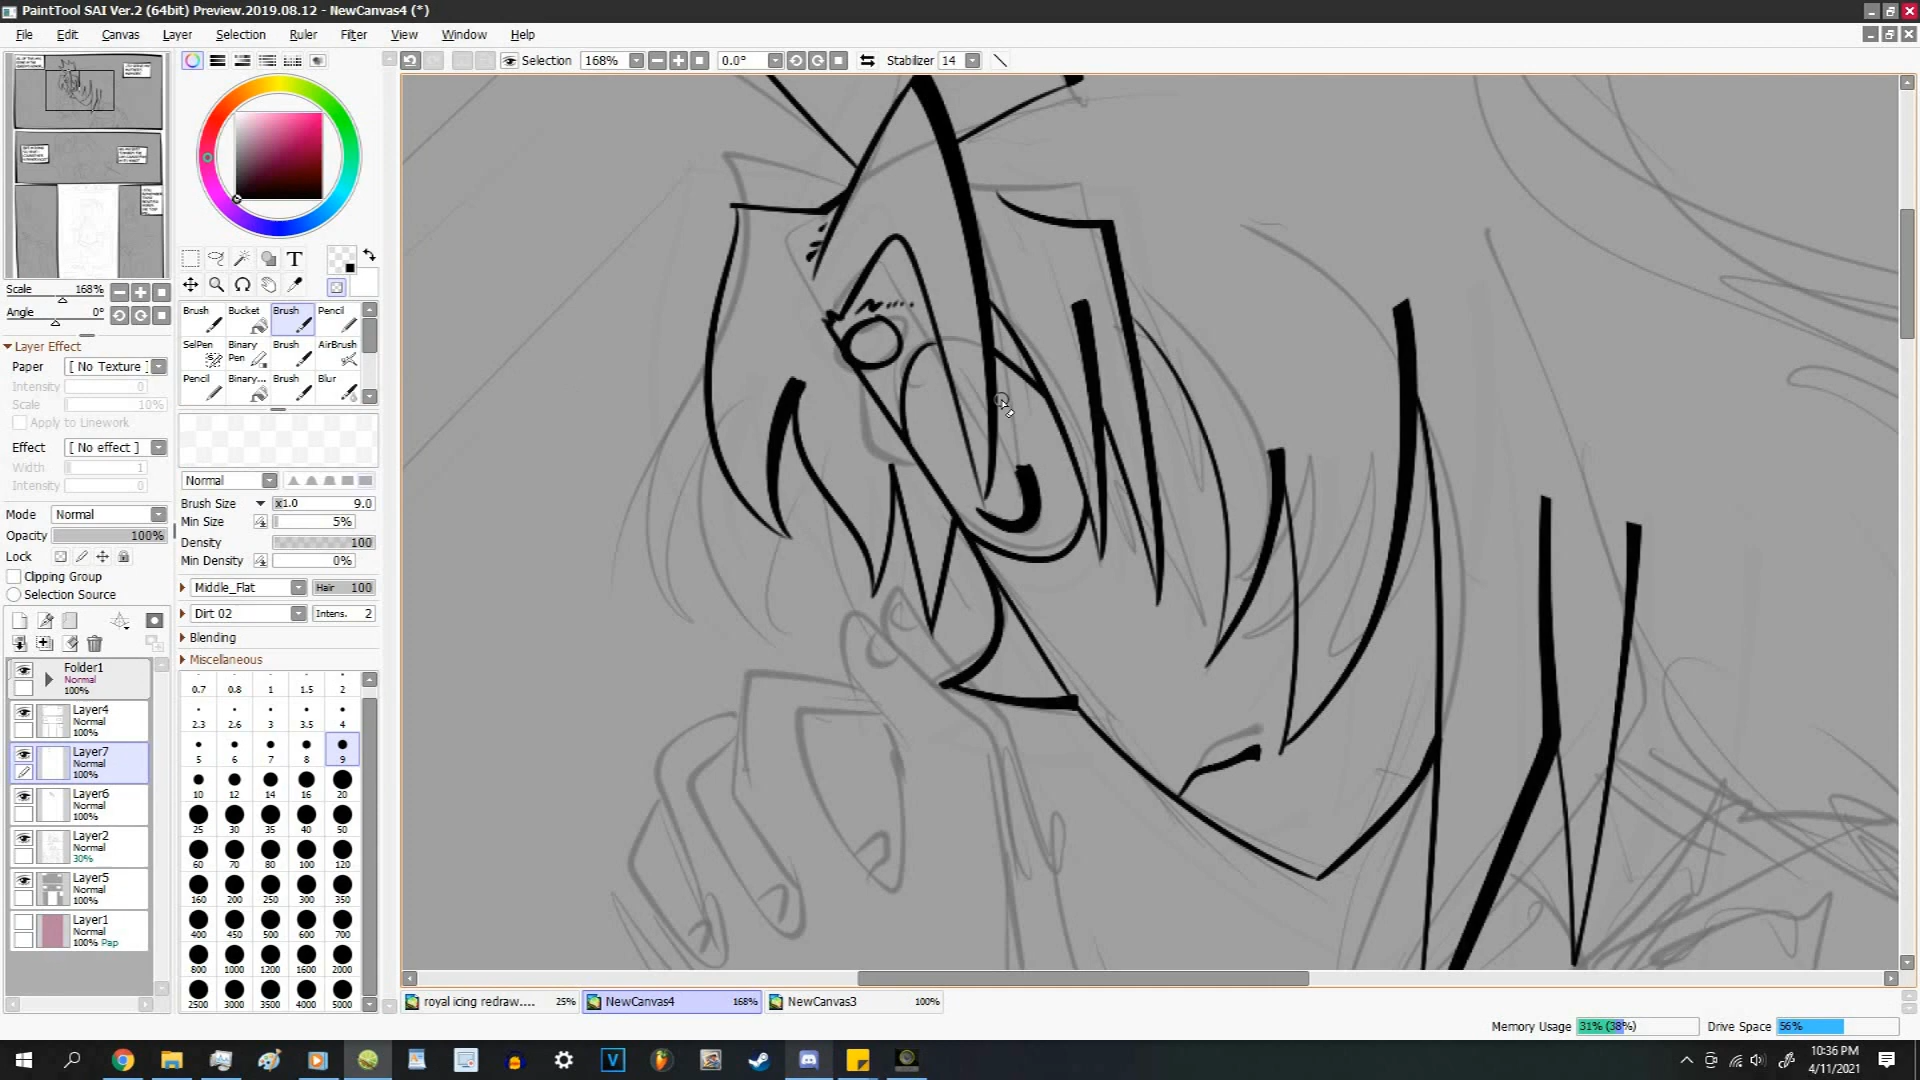 PaintTool SAI Ver.2 (64bit) Preview.2019.08.12 - NewCanvas4 (*)
File Edit Canvas Layer Selection Ruler Filter View Window Help
Selection 168% 0.0° Stabilizer 14
Scale 168%
Angle 0°
Layer Effect
Paper [ No Texture ]
Intensity 0
Scale 10%
Apply to Linework
Effect [ No effect ]
Width 1
Intensity 0
Mode Normal
Opacity 100%
Lock
Clipping Group
Selection Source
Folder1
Normal
100%
Layer4
Normal
100%
Layer7
Normal
100%
Layer6
Normal
100%
Layer2
Normal
30%
Layer5
Normal
100%
Layer1
Normal
100% Pap
T
Brush Bucket Brush Pencil
SelPen Binary Pen Brush AirBrush
Pencil Binary... Brush Blur
Normal
Brush Size x1.0 9.0
Min Size 5%
Density 100
Min Density 0%
Middle_Flat Hair 100
Dirt 02 Intens. 2
Blending
Miscellaneous
0.7 0.8 1 1.5 2
2.3 2.6 3 3.5 4
5 6 7 8 9
10 12 14 16 20
25 30 35 40 50
60 70 80 100 120
160 200 250 300 350
400 450 500 600 700
800 1000 1200 1600 2000
2500 3000 3500 4000 5000
royal icing redraw.... 25% NewCanvas4 168% NewCanvas3 100%
Memory Usage 31% (38%) Drive Space 56%
V
10:36 PM
4/11/2021